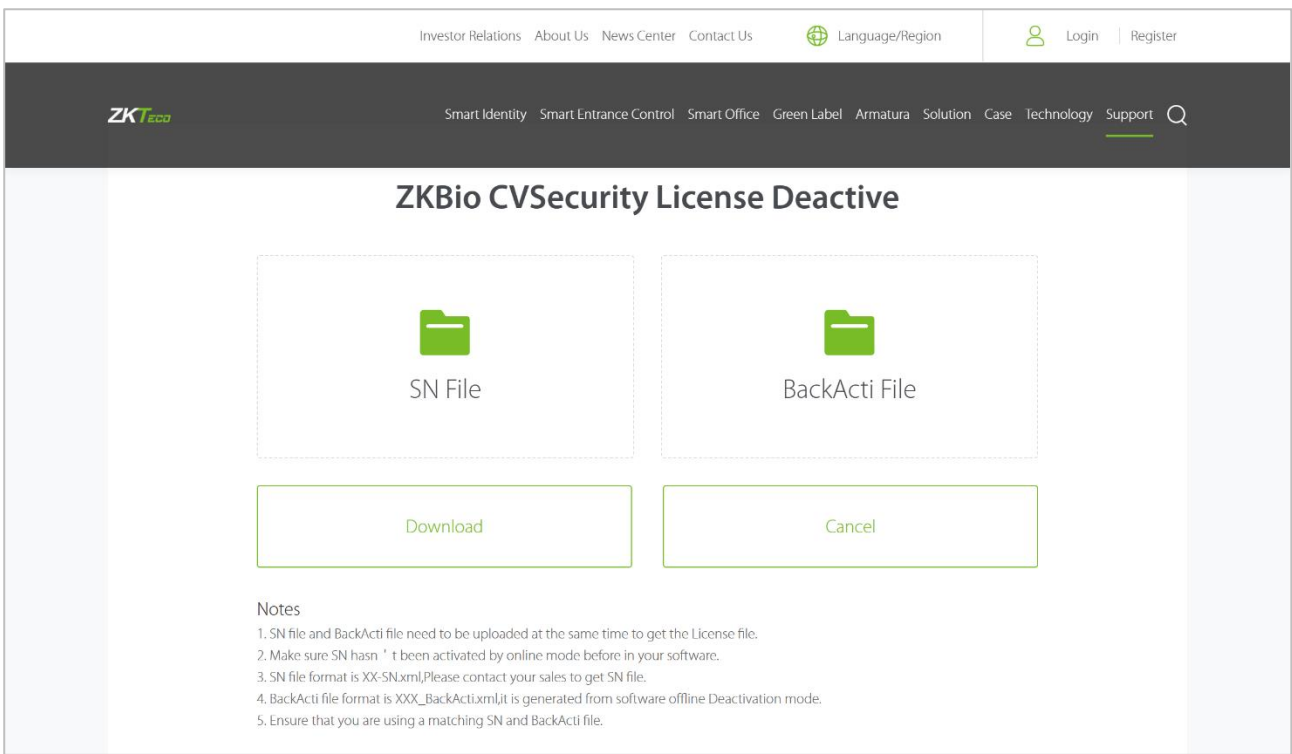 Investor Relations About Us News Center Contact Us Language/Region Login Register
ZKTeco Smart Identity Smart Entrance Control Smart Office Green Label Armatura Solution Case Technology Support
ZKBio CVSecurity License Deactive
SN File BackActi File
Download Cancel
Notes
1. SN file and BackActi file need to be uploaded at the same time to get the License file.
2. Make sure SN hasn ' t been activated by online mode before in your software.
3. SN file format is XX-SN.xml,Please contact your sales to get SN file.
4. BackActi file format is XXX_BackActi.xml,it is generated from software offline Deactivation mode.
5. Ensure that you are using a matching SN and BackActi file.